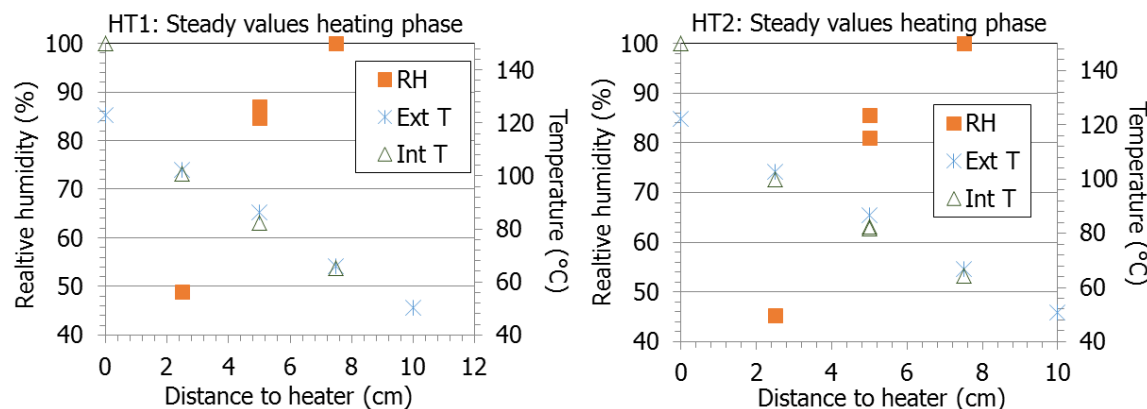 HT1: Steady values heating phase
100
90
80
70
60
50
40
Realtive humidity (%)
140
120
100
80
60
40
Temperature (°C)
RH
Ext T
Int T
0 2 4 6 8 10 12
Distance to heater (cm)
HT2: Steady values heating phase
100
90
80
70
60
50
40
Realtive humidity (%)
140
120
100
80
60
40
Temperature (°C)
RH
Ext T
Int T
0 2 4 6 8 10
Distance to heater (cm)